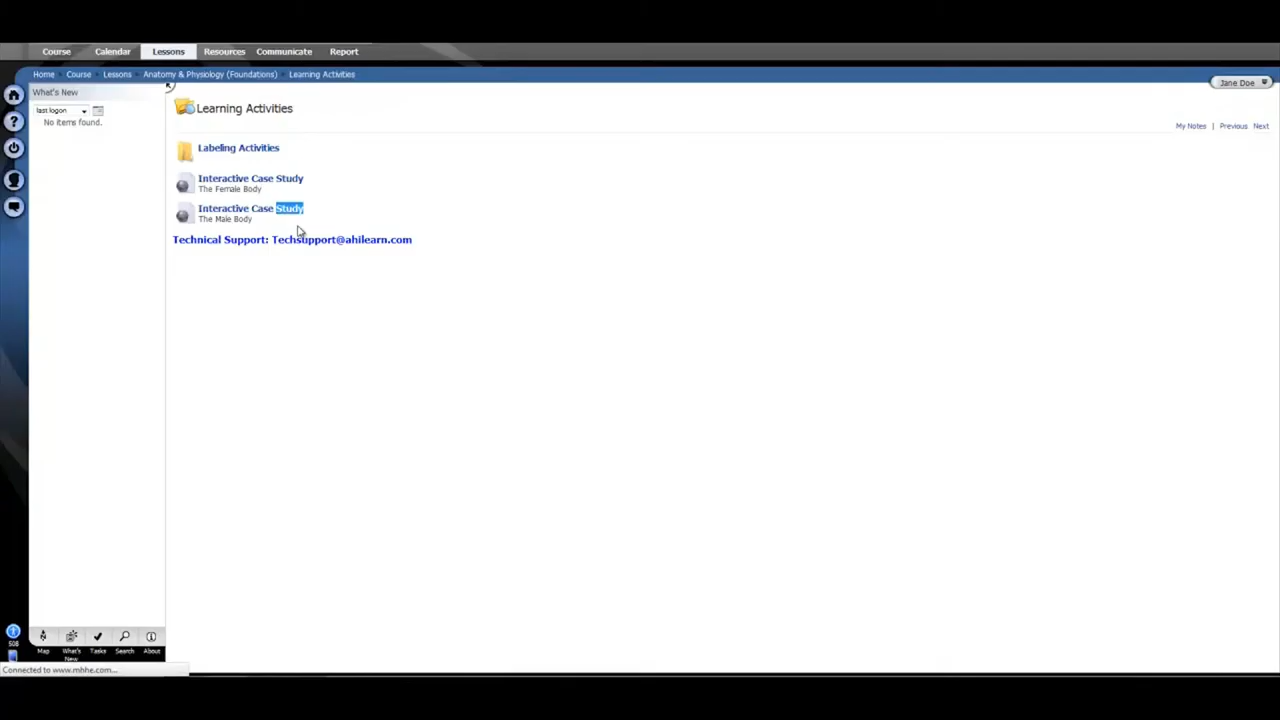 Course Calendar Lessons Resources Communicate Report
Home Course Lessons Anatomy & Physiology (Foundations) Learning Activities
What's New
Jane Doe
last logon
No items found.
Learning Activities
My Notes | Previous Next
Labeling Activities
Interactive Case Study
The Female Body
Interactive Case Study
The Male Body
Technical Support: Techsupport@ahilearn.com
508
Map What's New Tasks Search About
Connected to www.mhhe.com...